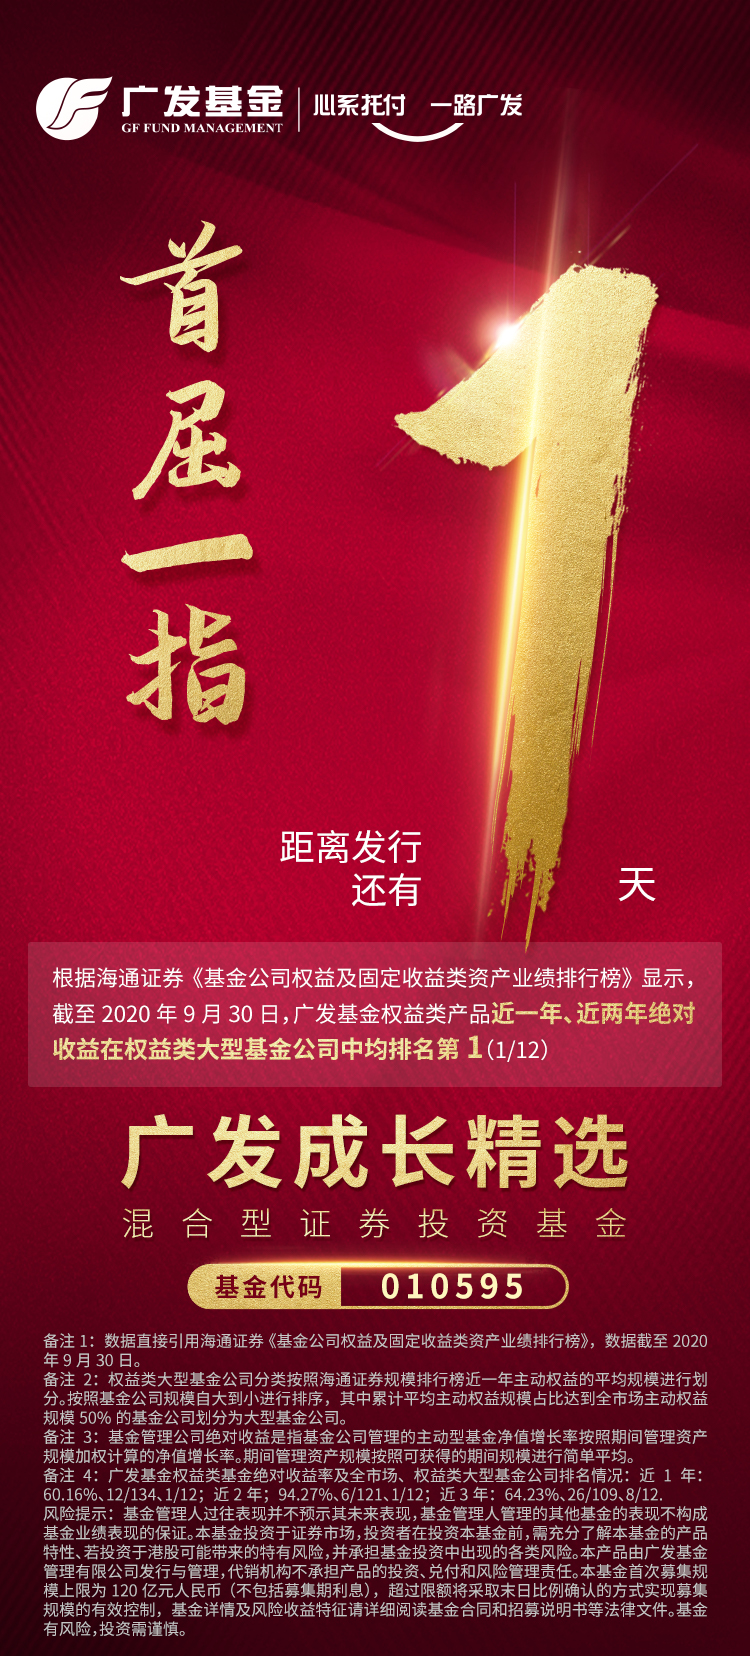 广发基金
GF FUND MANAGEMENT
心系托付 一路广发
首屈一指
1
距离发行
还有
天
根据海通证券《基金公司权益及固定收益类资产业绩排行榜》显示，
截至 2020 年 9 月 30 日，广发基金权益类产品近一年、近两年绝对
收益在权益类大型基金公司中均排名第 1（1/12）
广发成长精选
混合型证券投资基金
基金代码 010595
备注 1：数据直接引用海通证券《基金公司权益及固定收益类资产业绩排行榜》，数据截至 2020
年 9 月 30 日。
备注 2：权益类大型基金公司分类按照海通证券规模排行榜近一年主动权益的平均规模进行划
分。按照基金公司规模自大到小进行排序，其中累计平均主动权益规模占比达到全市场主动权益
规模 50% 的基金公司划分为大型基金公司。
备注 3：基金管理公司绝对收益是指基金公司管理的主动型基金净值增长率按照期间管理资产
规模加权计算的净值增长率。期间管理资产规模按照可获得的期间规模进行简单平均。
备注 4：广发基金权益类基金绝对收益率及全市场、权益类大型基金公司排名情况：近 1 年：
60.16%、12/134、1/12；近 2 年；94.27%、6/121、1/12；近 3 年：64.23%、26/109、8/12.
风险提示：基金管理人过往表现并不预示其未来表现，基金管理人管理的其他基金的表现不构成
基金业绩表现的保证。本基金投资于证券市场，投资者在投资本基金前，需充分了解本基金的产品
特性、若投资于港股可能带来的特有风险，并承担基金投资中出现的各类风险。本产品由广发基金
管理有限公司发行与管理，代销机构不承担产品的投资、兑付和风险管理责任。本基金首次募集规
模上限为 120 亿元人民币（不包括募集期利息），超过限额将采取末日比例确认的方式实现募集
规模的有效控制，基金详情及风险收益特征请详细阅读基金合同和招募说明书等法律文件。基金
有风险，投资需谨慎。